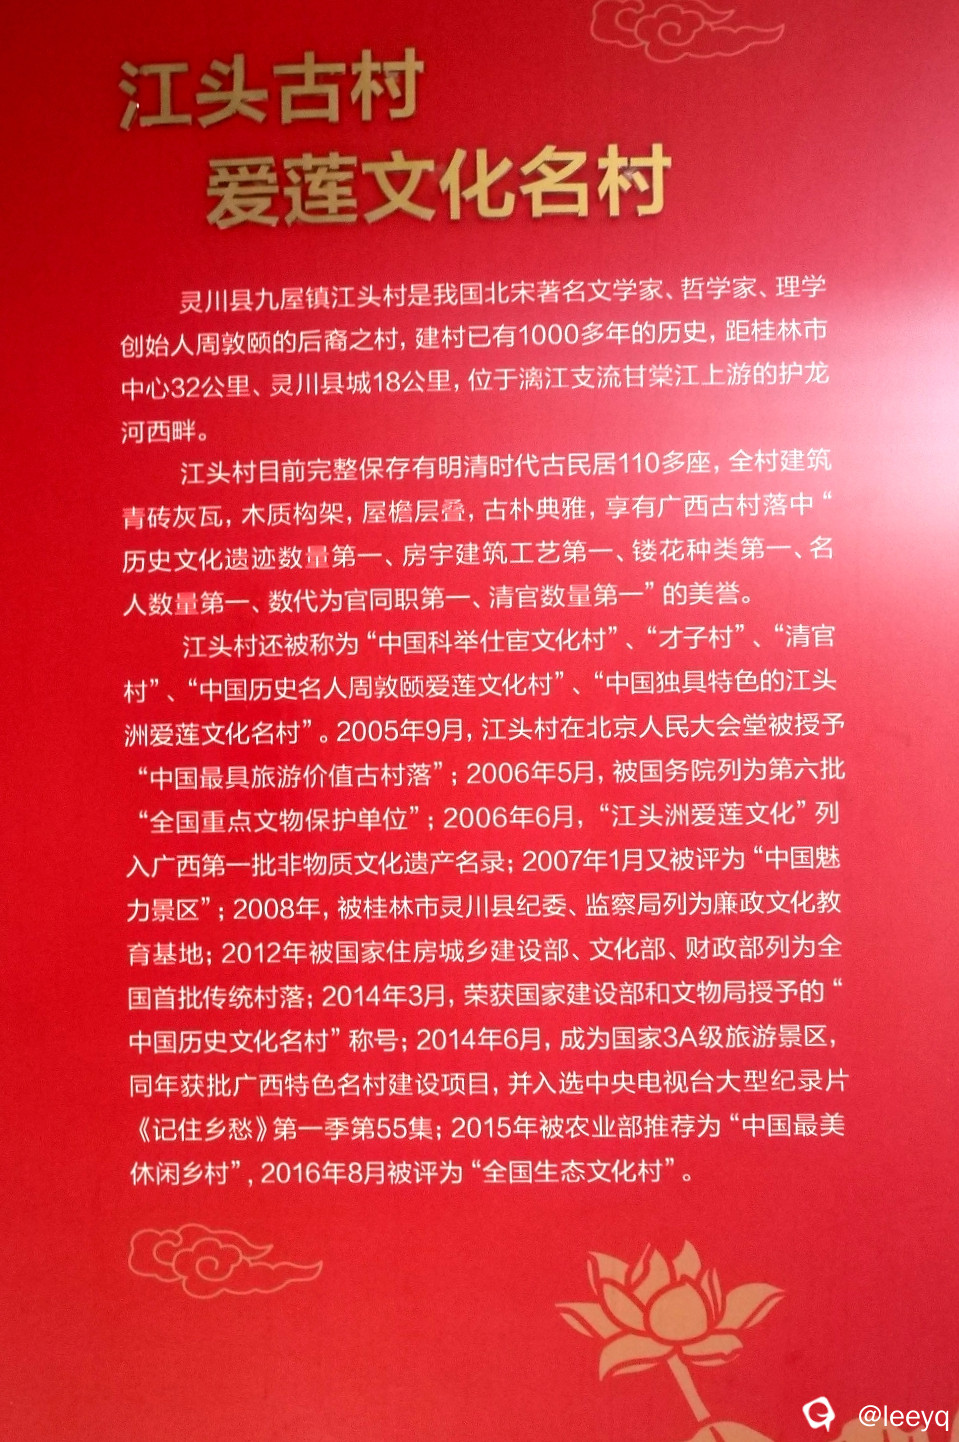 江头古村
爱莲文化名村
灵川县九屋镇江头村是我国北宋著名文学家、哲学家、理学
创始人周敦颐的后裔之村，建村已有1000多年的历史，距桂林市
中心32公里、灵川县城18公里，位于漓江支流甘棠江上游的护龙
河西畔。
江头村目前完整保存有明清时代古民居110多座，全村建筑
青砖灰瓦，木质构架，屋檐层叠，古朴典雅，享有广西古村落中“
历史文化遗迹数量第一、房宇建筑工艺第一、镂花种类第一、名
人数量第一、数代为官同职第一、清官数量第一”的美誉。
江头村还被称为“中国科举仕宦文化村”、“才子村”、“清官
村”、“中国历史名人周敦颐爱莲文化村”、“中国独具特色的江头
洲爱莲文化名村”。2005年9月，江头村在北京人民大会堂被授予
“中国最具旅游价值古村落”；2006年5月，被国务院列为第六批
“全国重点文物保护单位”；2006年6月，“江头洲爱莲文化”列
入广西第一批非物质文化遗产名录；2007年1月又被评为“中国魅
力景区”；2008年，被桂林市灵川县纪委、监察局列为廉政文化教
育基地；2012年被国家住房城乡建设部、文化部、财政部列为全
国首批传统村落；2014年3月，荣获国家建设部和文物局授予的“
中国历史文化名村”称号；2014年6月，成为国家3A级旅游景区，
同年获批广西特色名村建设项目，并入选中央电视台大型纪录片
《记住乡愁》第一季第55集；2015年被农业部推荐为“中国最美
休闲乡村”，2016年8月被评为“全国生态文化村”。
@leeyq